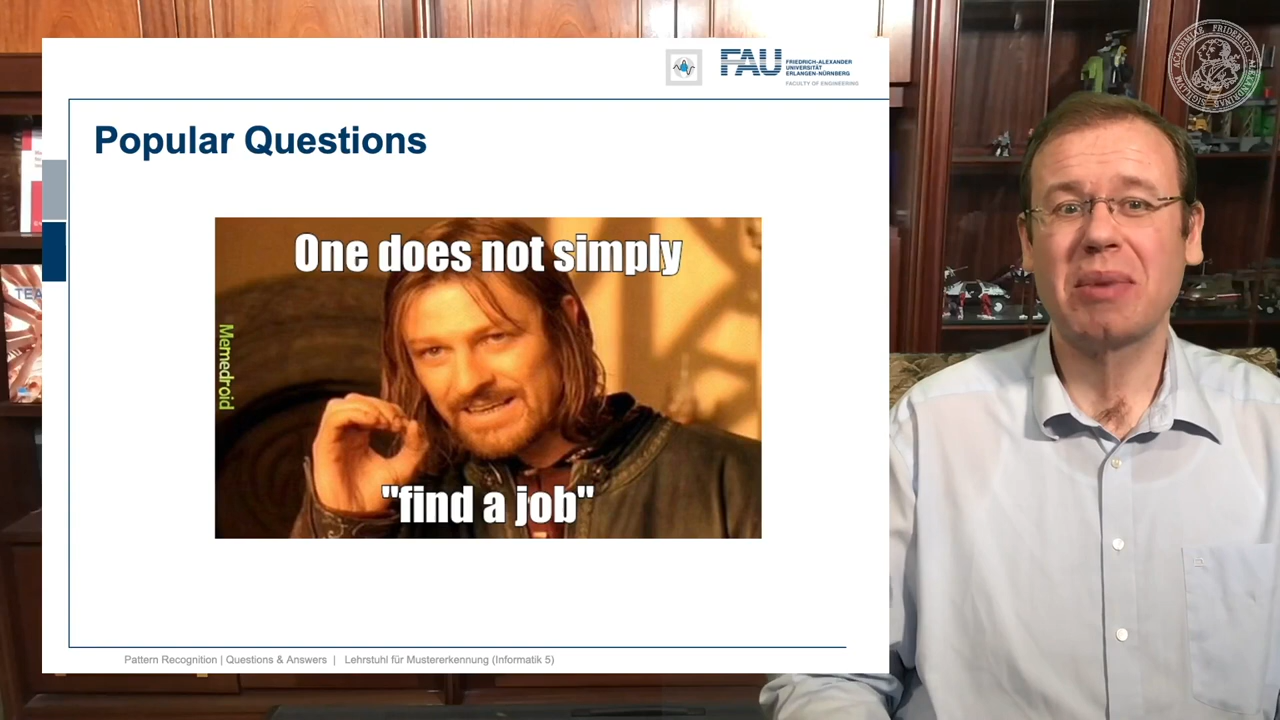 FAU
FRIEDRICH-ALEXANDER
UNIVERSITÄT
ERLANGEN-NÜRNBERG
FACULTY OF ENGINEERING
Popular Questions
One does not simply
Memedroid
"find a job"
Pattern Recognition | Questions & Answers | Lehrstuhl für Mustererkennung (Informatik 5)
TEA